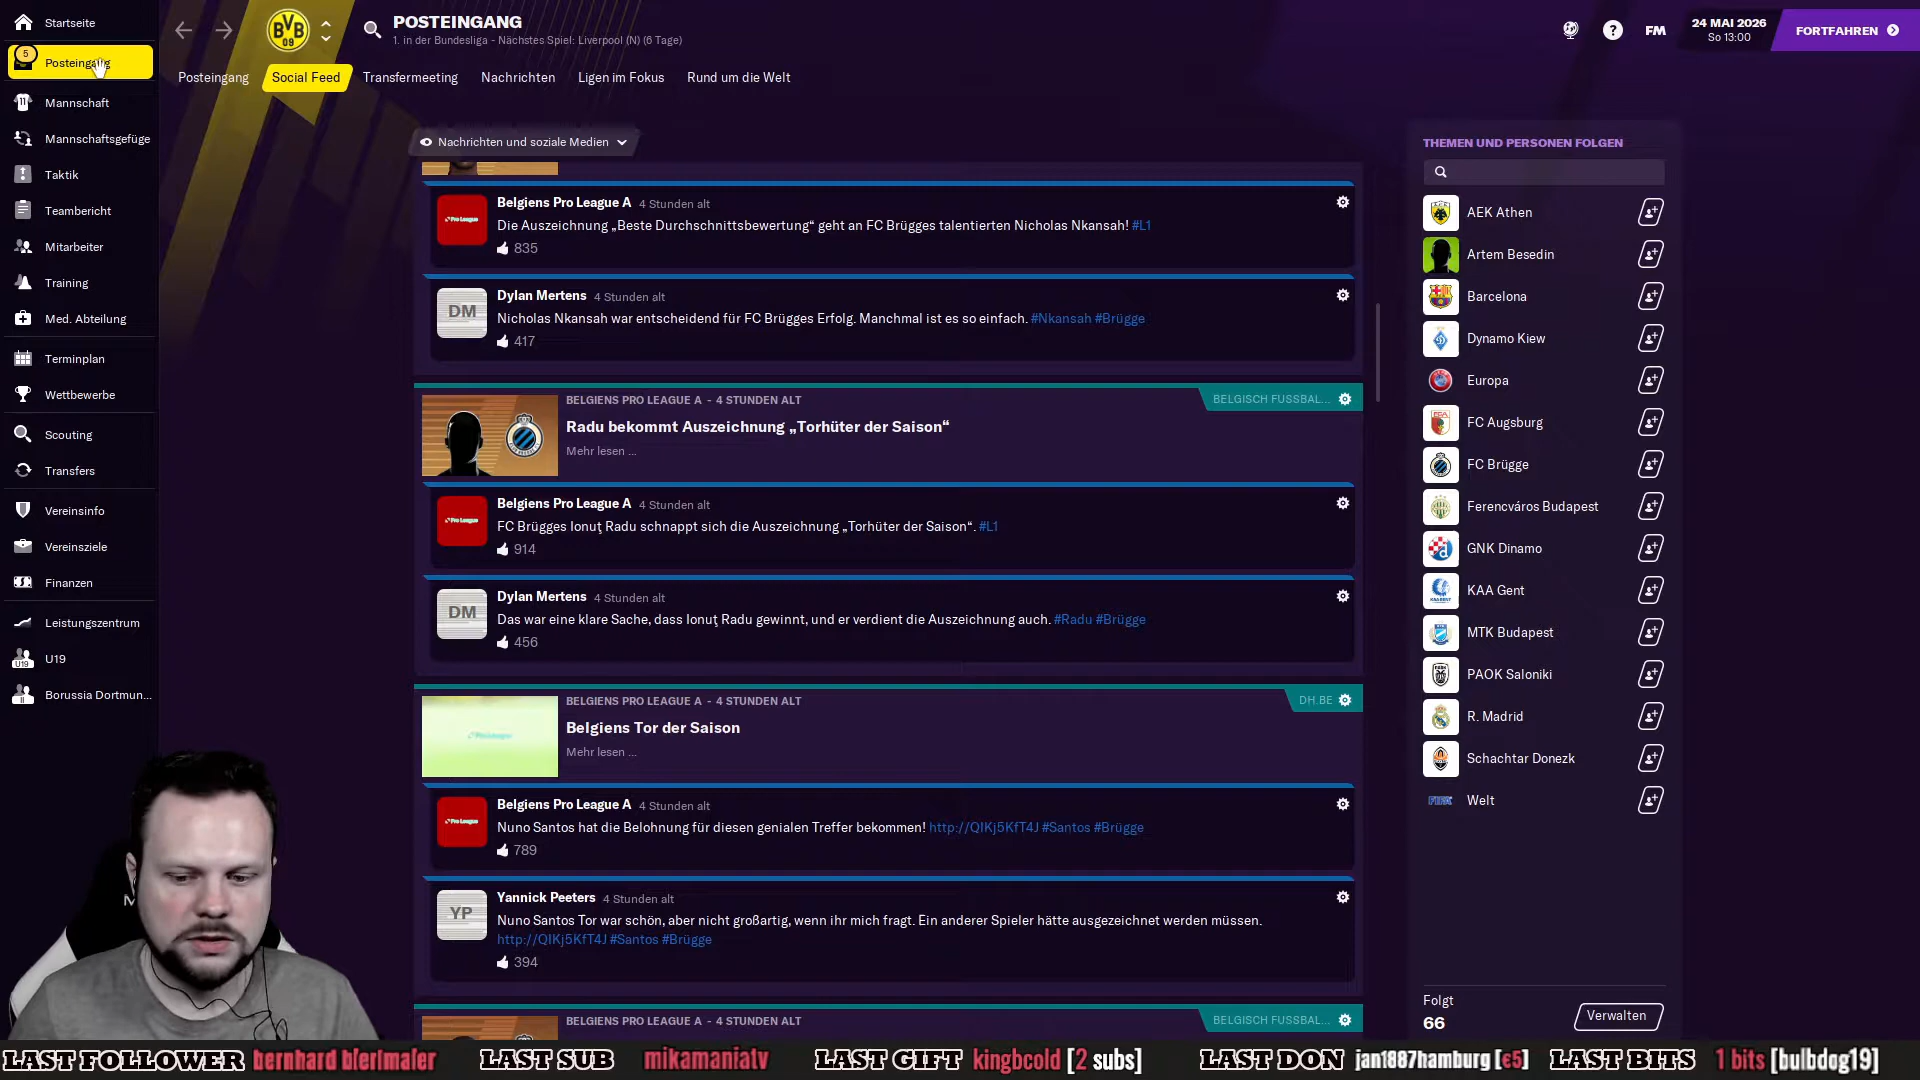 Startseite
5
Posteingang
Mannschaft
Mannschaftsgefüge
Taktik
Teambericht
Mitarbeiter
Training
Med. Abteilung
Terminplan
Wettbewerbe
Scouting
Transfers
Vereinsinfo
Vereinsziele
Finanzen
Leistungszentrum
U19
Borussia Dortmun...
BVB
09
POSTEINGANG
1. in der Bundesliga - Nächstes Spiel: Liverpool (N) (6 Tage)
FM
24 MAI 2026
So 13:00
FORTFAHREN
Posteingang
Social Feed
Transfermeeting
Nachrichten
Ligen im Fokus
Rund um die Welt
Nachrichten und soziale Medien
Belgiens Pro League A 4 Stunden alt
Die Auszeichnung „Beste Durchschnittsbewertung“ geht an FC Brügges talentierten Nicholas Nkansah! #L1
835
DM
Dylan Mertens 4 Stunden alt
Nicholas Nkansah war entscheidend für FC Brügges Erfolg. Manchmal ist es so einfach. #Nkansah #Brügge
417
BELGIENS PRO LEAGUE A - 4 STUNDEN ALT
BELGISCH FUSSBAL...
Radu bekommt Auszeichnung „Torhüter der Saison“
Mehr lesen ...
Belgiens Pro League A 4 Stunden alt
FC Brügges Ionuţ Radu schnappt sich die Auszeichnung „Torhüter der Saison“. #L1
914
DM
Dylan Mertens 4 Stunden alt
Das war eine klare Sache, dass Ionuţ Radu gewinnt, und er verdient die Auszeichnung auch. #Radu #Brügge
456
BELGIENS PRO LEAGUE A - 4 STUNDEN ALT
DH.BE
Belgiens Tor der Saison
Mehr lesen ...
Belgiens Pro League A 4 Stunden alt
Nuno Santos hat die Belohnung für diesen genialen Treffer bekommen! http://QIKj5KfT4J #Santos #Brügge
789
YP
Yannick Peeters 4 Stunden alt
Nuno Santos Tor war schön, aber nicht großartig, wenn ihr mich fragt. Ein anderer Spieler hätte ausgezeichnet werden müssen.
http://QIKj5KfT4J #Santos #Brügge
394
BELGIENS PRO LEAGUE A - 4 STUNDEN ALT
BELGISCH FUSSBAL...
THEMEN UND PERSONEN FOLGEN
AEK Athen
Artem Besedin
Barcelona
Dynamo Kiew
Europa
FC Augsburg
FC Brügge
Ferencváros Budapest
GNK Dinamo
KAA Gent
MTK Budapest
PAOK Saloniki
R. Madrid
Schachtar Donezk
Welt
Folgt
66
Verwalten
LAST FOLLOWER bernhard bierlmaier
LAST SUB mikamaniatv
LAST GIFT kingbcold [2 subs]
LAST DON jan1887hamburg [€5]
LAST BITS 1 bits [bulbdog19]